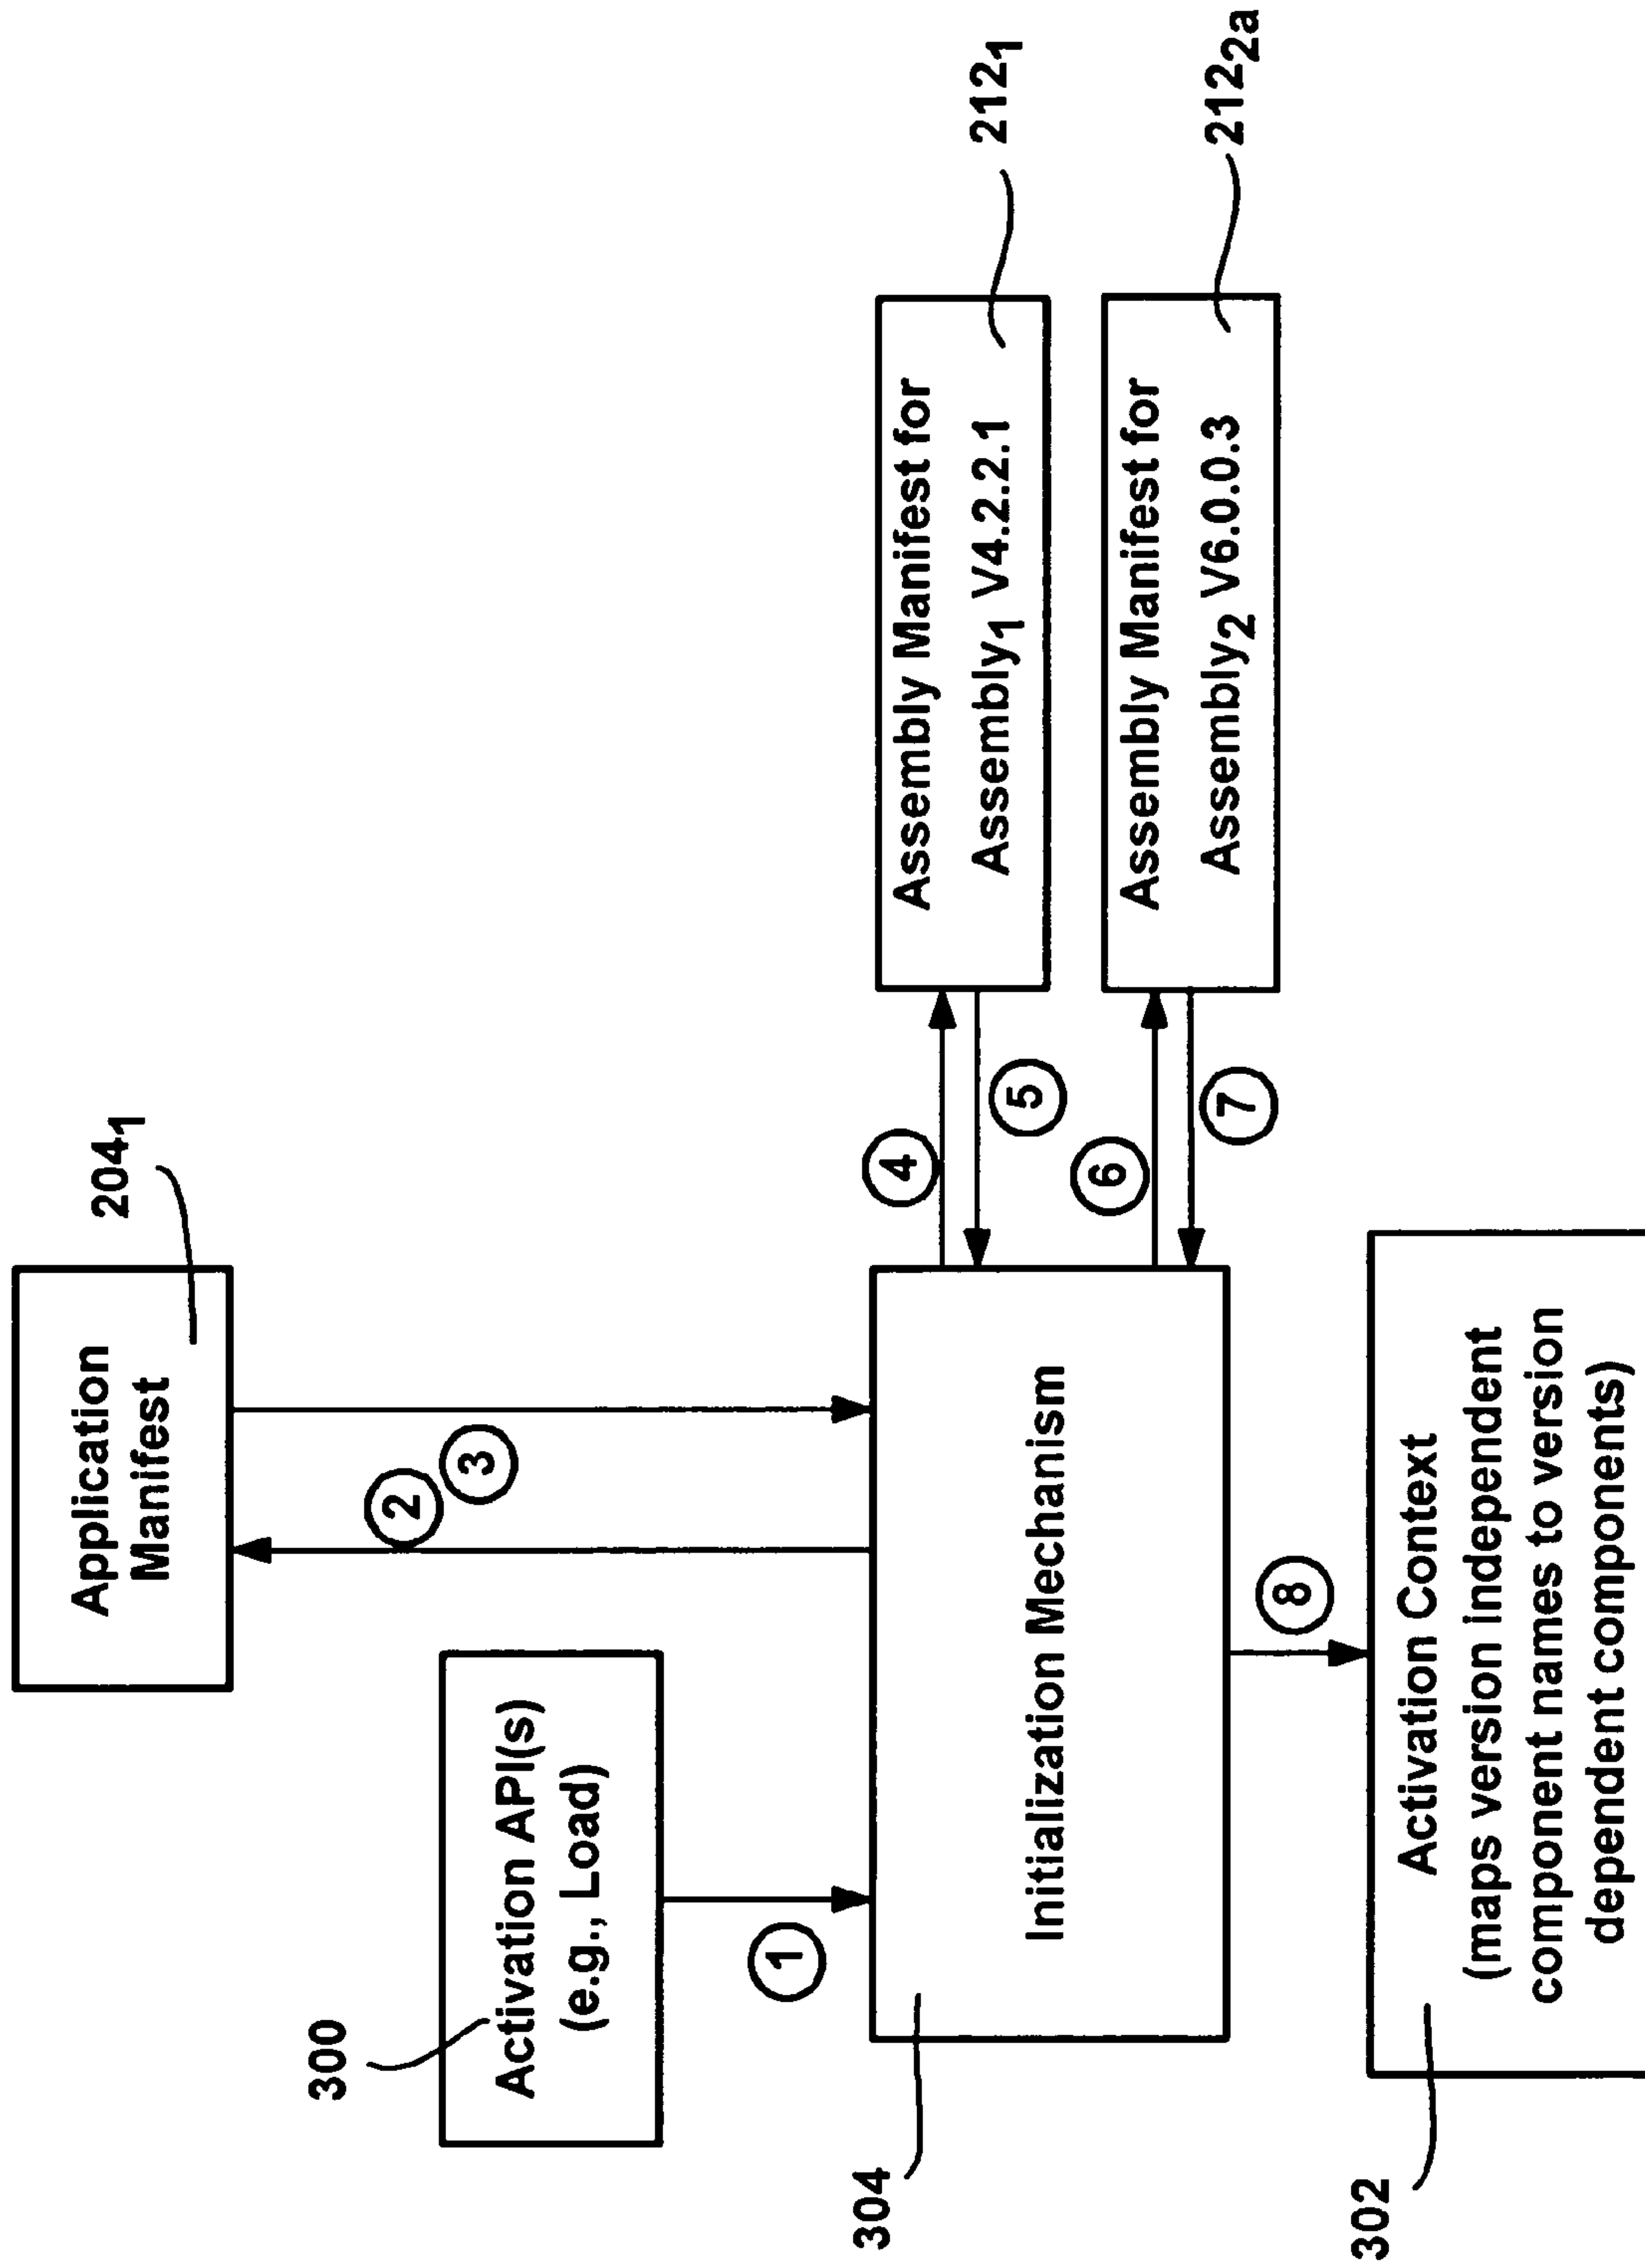 204₁
Application
Manifest
300
Activation API(s)
(e.g., Load)
2
3
1
304
Initialization Mechanism
4
5
6
7
Assembly Manifest for
Assembly₁ V4.2.2.1
212₁
Assembly Manifest for
Assembly₂ V6.0.0.3
212₂ₐ
8
302
Activation Context
(maps version independent
component names to version
dependent components)